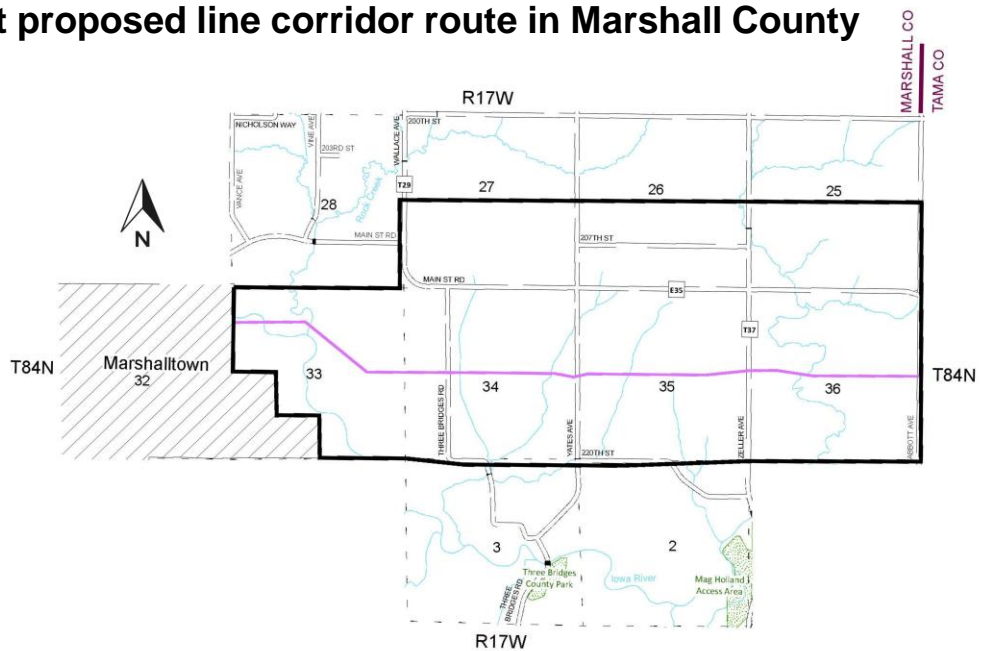 t proposed line corridor route in Marshall County
MARSHALL CO
TAMA CO
R17W
NICHOLSON WAY
VINE AVE
203RD ST
WALLACE AVE
200TH ST
VANCE AVE
Rock Creek
T29
27
26
25
28
N
MAIN ST RD
207TH ST
MAIN ST RD
E35
T37
T84N
Marshalltown
32
33
34
35
36
T84N
THREE BRIDGES RD
YATES AVE
ZELLER AVE
ABBOTT AVE
220TH ST
3
2
Three Bridges
County Park
Iowa River
Mag Holland
Access Area
THREE
BRIDGES RD
R17W